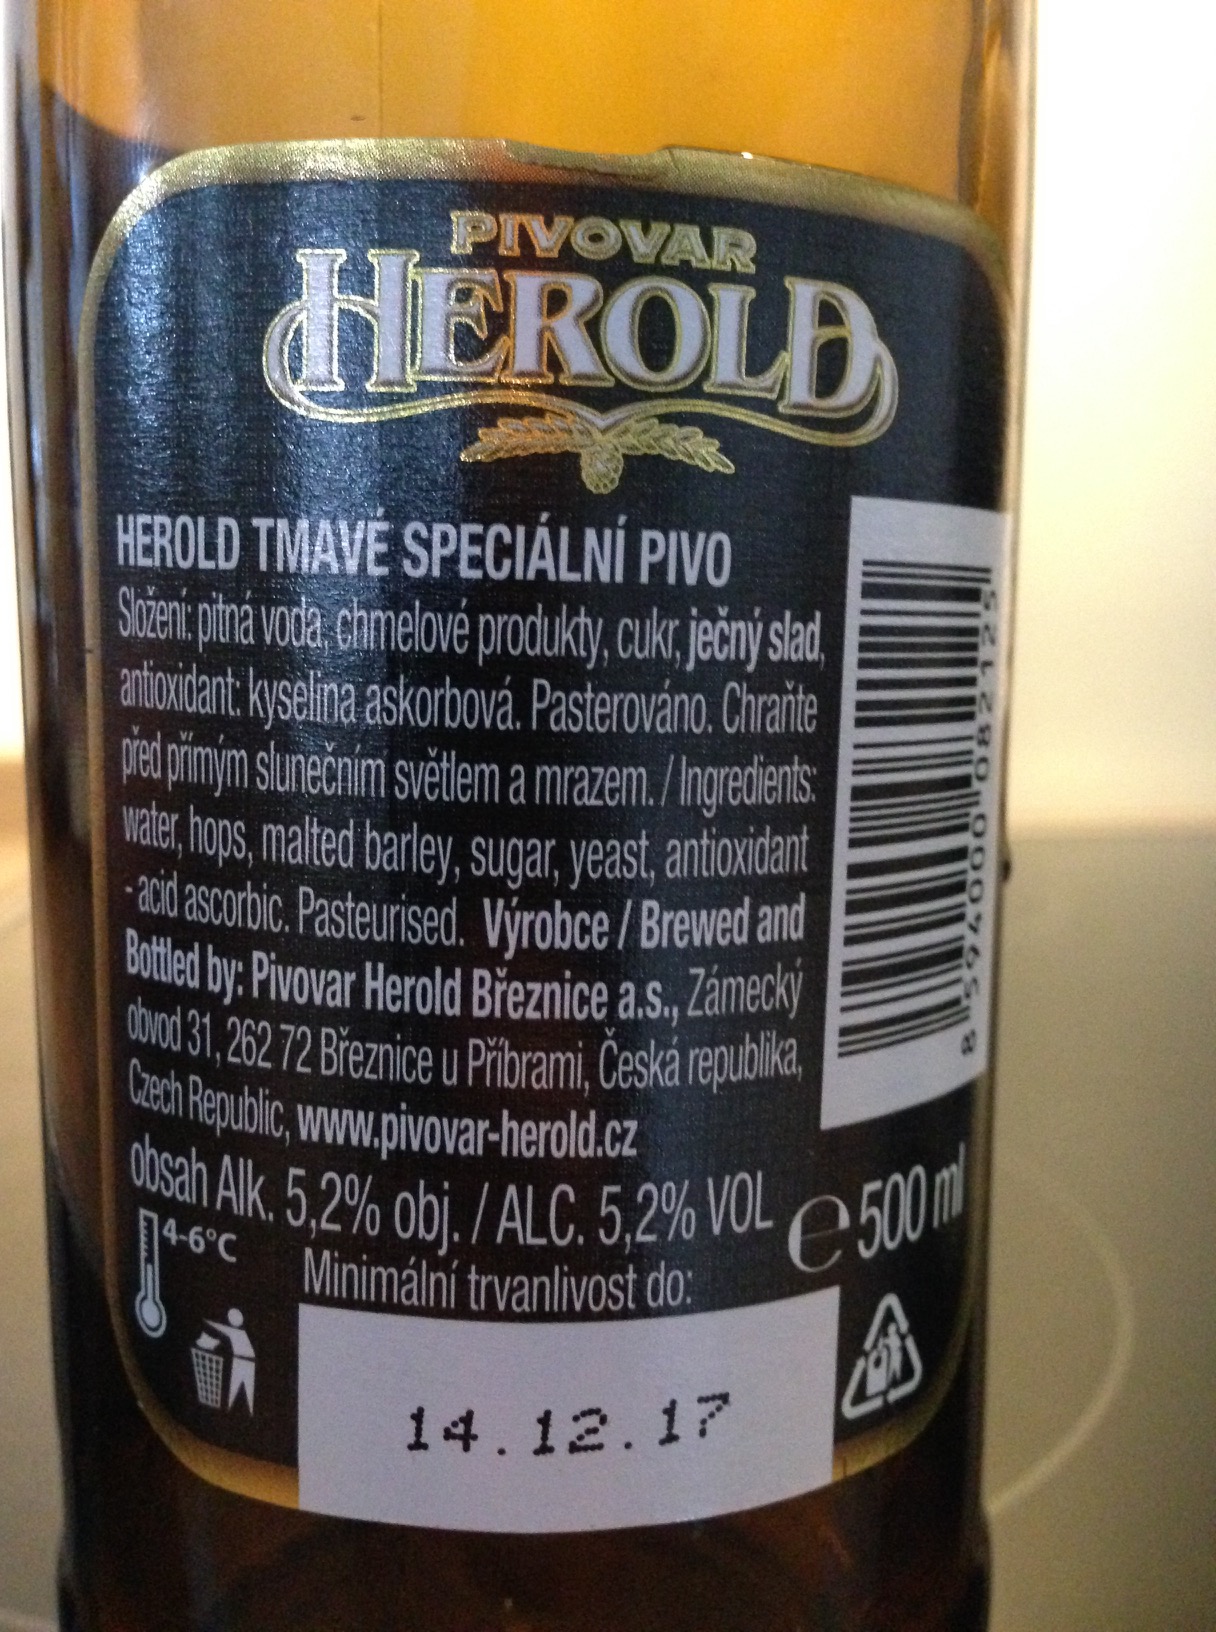 PIVOVAR
HEROLD
HEROLD TMAVÉ SPECIÁLNÍ PIVO
Složení: pitná voda, chmelové produkty, cukr, ječný slad,
antioxidant: kyselina askorbová. Pasterováno. Chraňte
před přímým slunečním světlem a mrazem. / Ingredients:
water, hops, malted barley, sugar, yeast, antioxidant
- acid ascorbic. Pasteurised. Výrobce / Brewed and
Bottled by: Pivovar Herold Březnice a.s., Zámecký
obvod 31, 262 72 Březnice u Příbrami, Česká republika,
Czech Republic, www.pivovar-herold.cz
obsah Alk. 5,2% obj. / ALC. 5,2% VOL
e 500 ml
4-6°C
Minimální trvanlivost do:
14.12.17
8 594000 082125